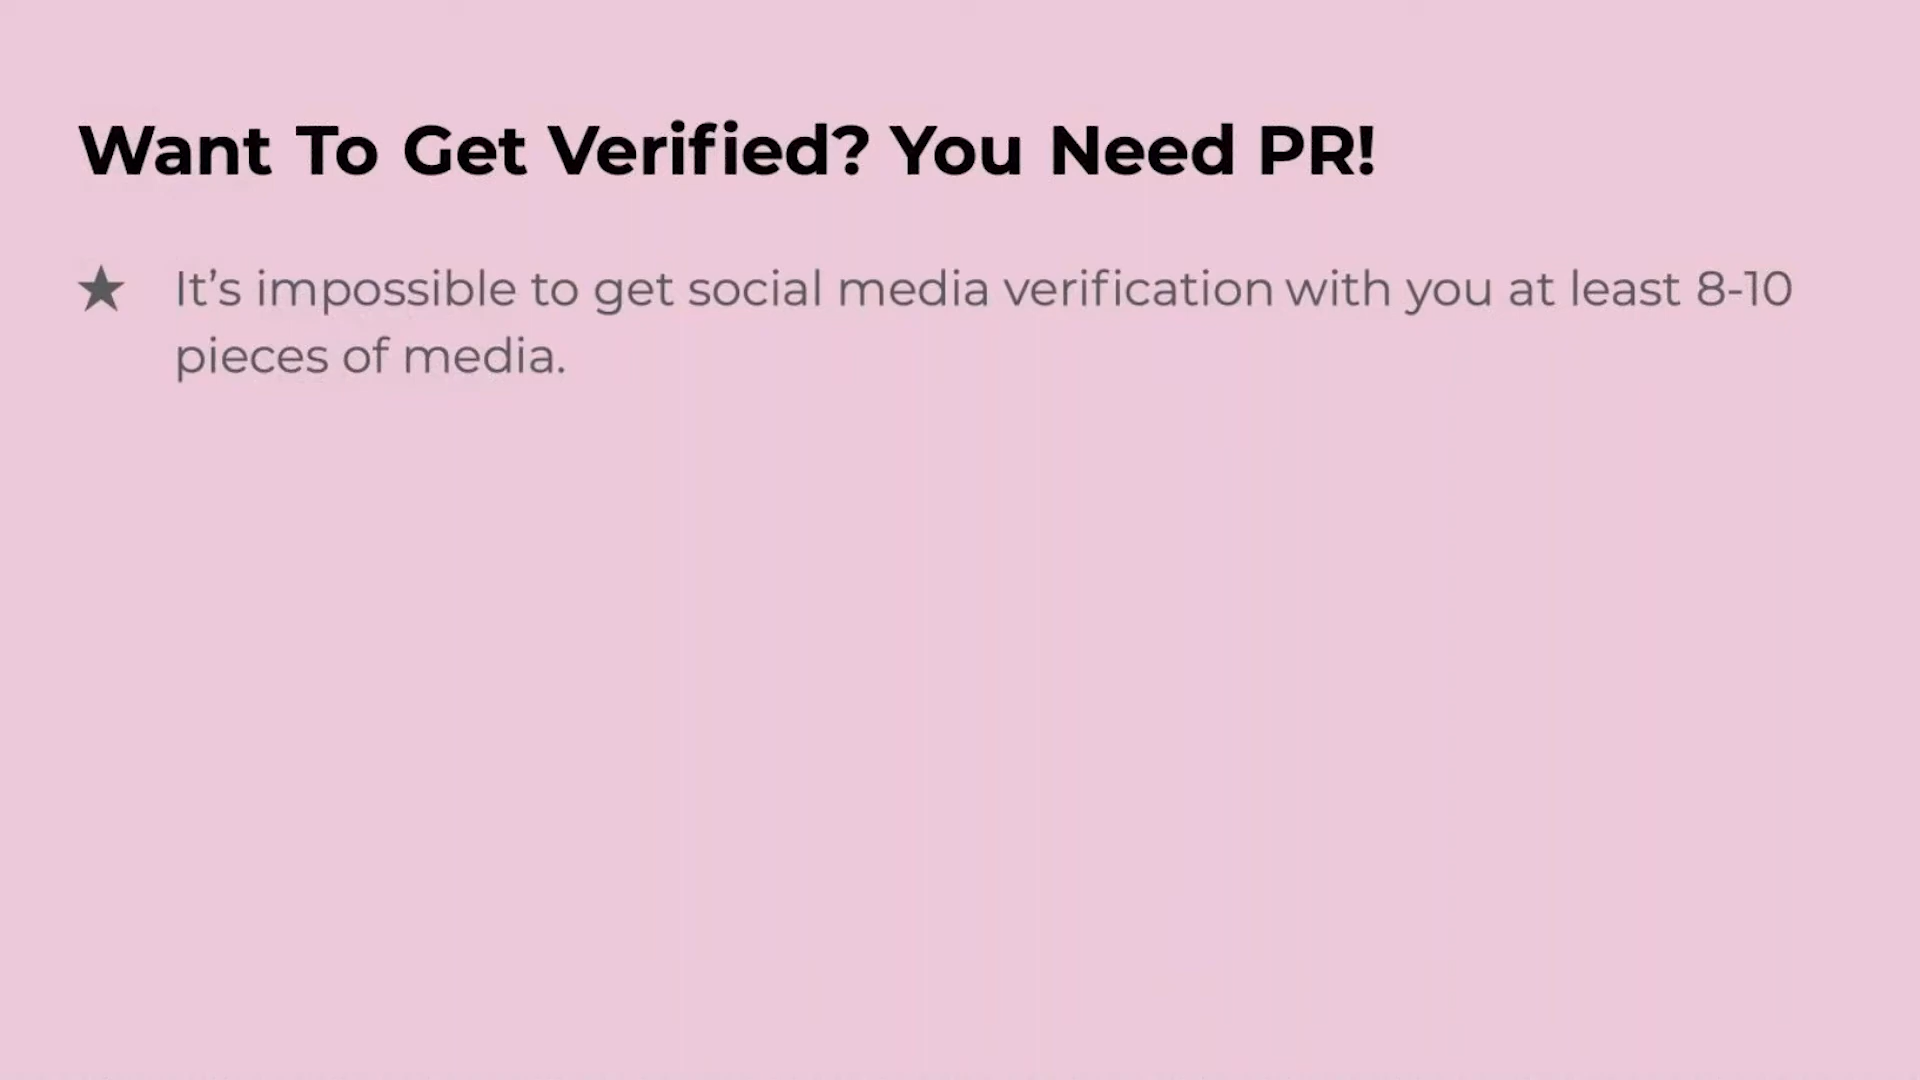 Want To Get Verified? You Need PR!
★ It’s impossible to get social media verification with you at least 8-10
pieces of media.